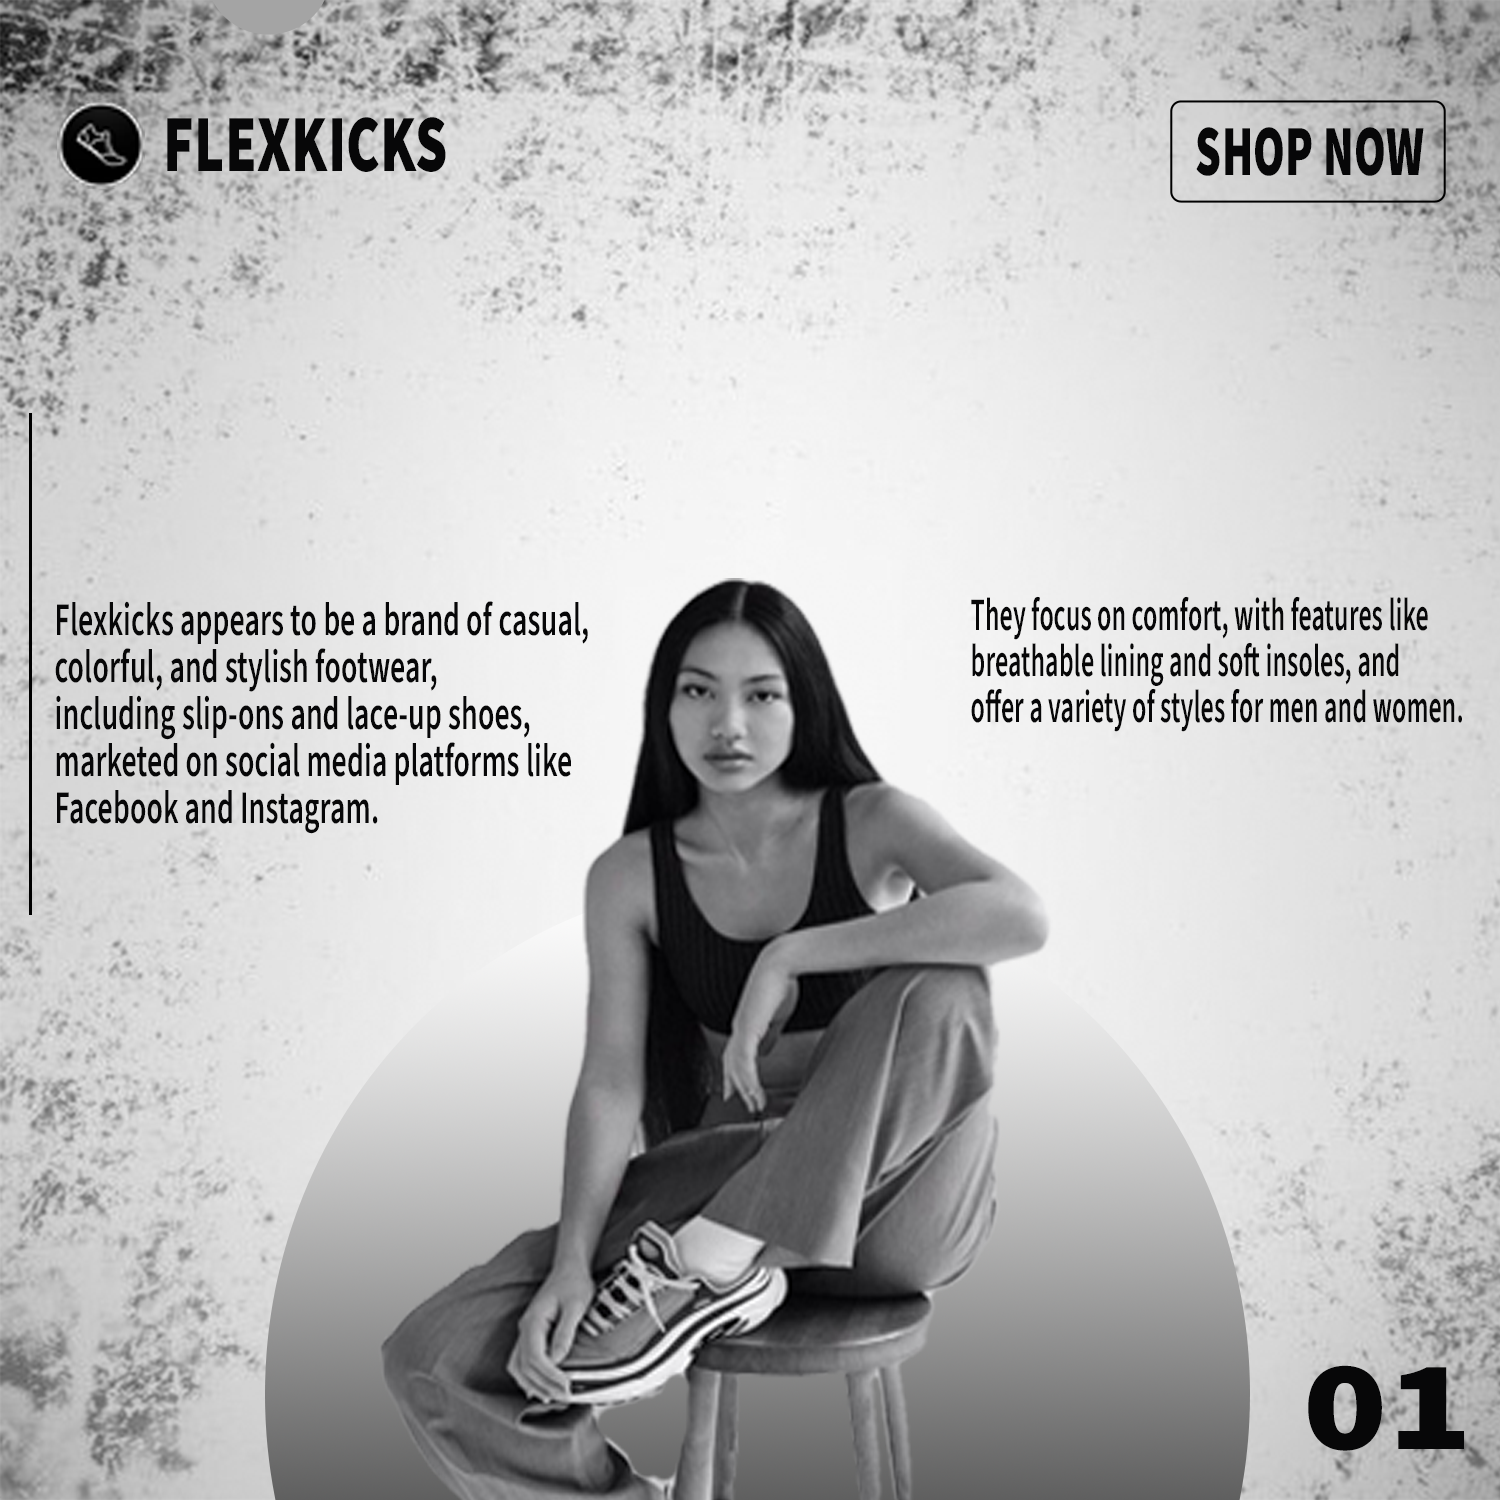 FLEXKICKS
SHOP NOW
Flexkicks appears to be a brand of casual,
colorful, and stylish footwear,
including slip-ons and lace-up shoes,
marketed on social media platforms like
Facebook and Instagram.
They focus on comfort, with features like
breathable lining and soft insoles, and
offer a variety of styles for men and women.
01